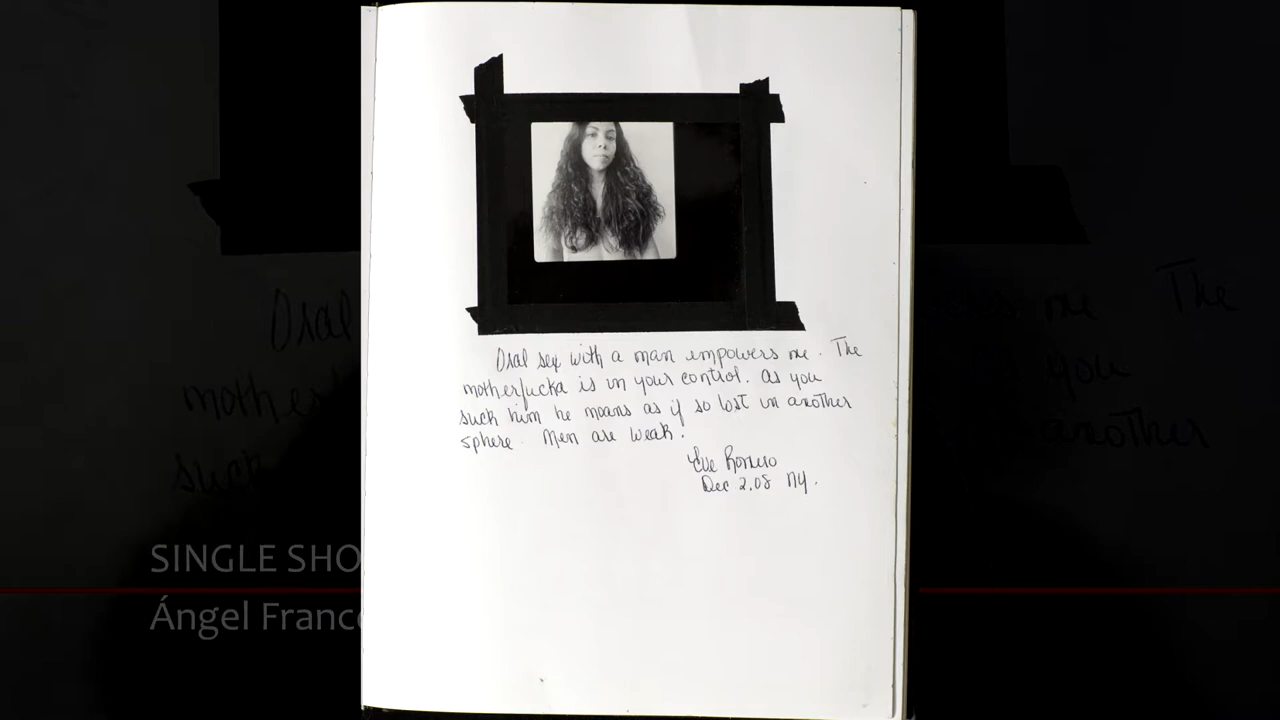 Oral sex with a man empowers me. The
motherfucka is in your control. As you
suck him he moans as if so lost in another
sphere. Men are weak.
Eve Romero
Dec 2.08 NY.
SINGLE SHO
Ángel Franc